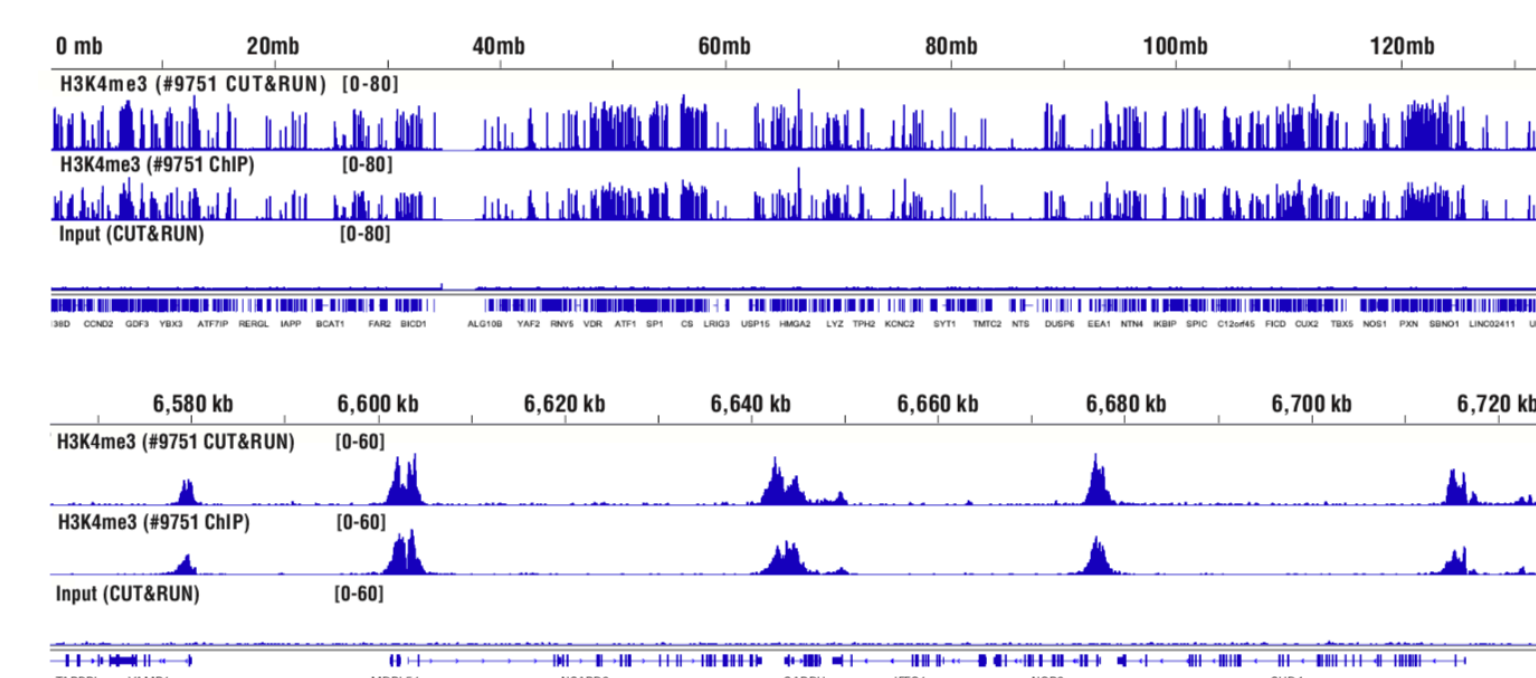 0 mb 20mb 40mb 60mb 80mb 100mb 120mb
H3K4me3 (#9751 CUT&RUN) [0-80]
H3K4me3 (#9751 ChIP) [0-80]
Input (CUT&RUN) [0-80]
CCND2 GDF3 YBX3 ATF7IP RERGL IAPP BCAT1 FAR2 BICD1 ALG10B YAF2 RNY5 VDR ATF1 SP1 CS LRIG3 USP15 HMGA2 LYZ TPH2 KCNC2 SYT1 TMTC2 NTS DUSP6 EEA1 NTN4 IKBIP SPIC C12orf45 FICD CUX2 TBX5 NOS1 PXN SBNO1 LINC02411
6,580 kb 6,600 kb 6,620 kb 6,640 kb 6,660 kb 6,680 kb 6,700 kb 6,720 kb
H3K4me3 (#9751 CUT&RUN) [0-60]
H3K4me3 (#9751 ChIP) [0-60]
Input (CUT&RUN) [0-60]